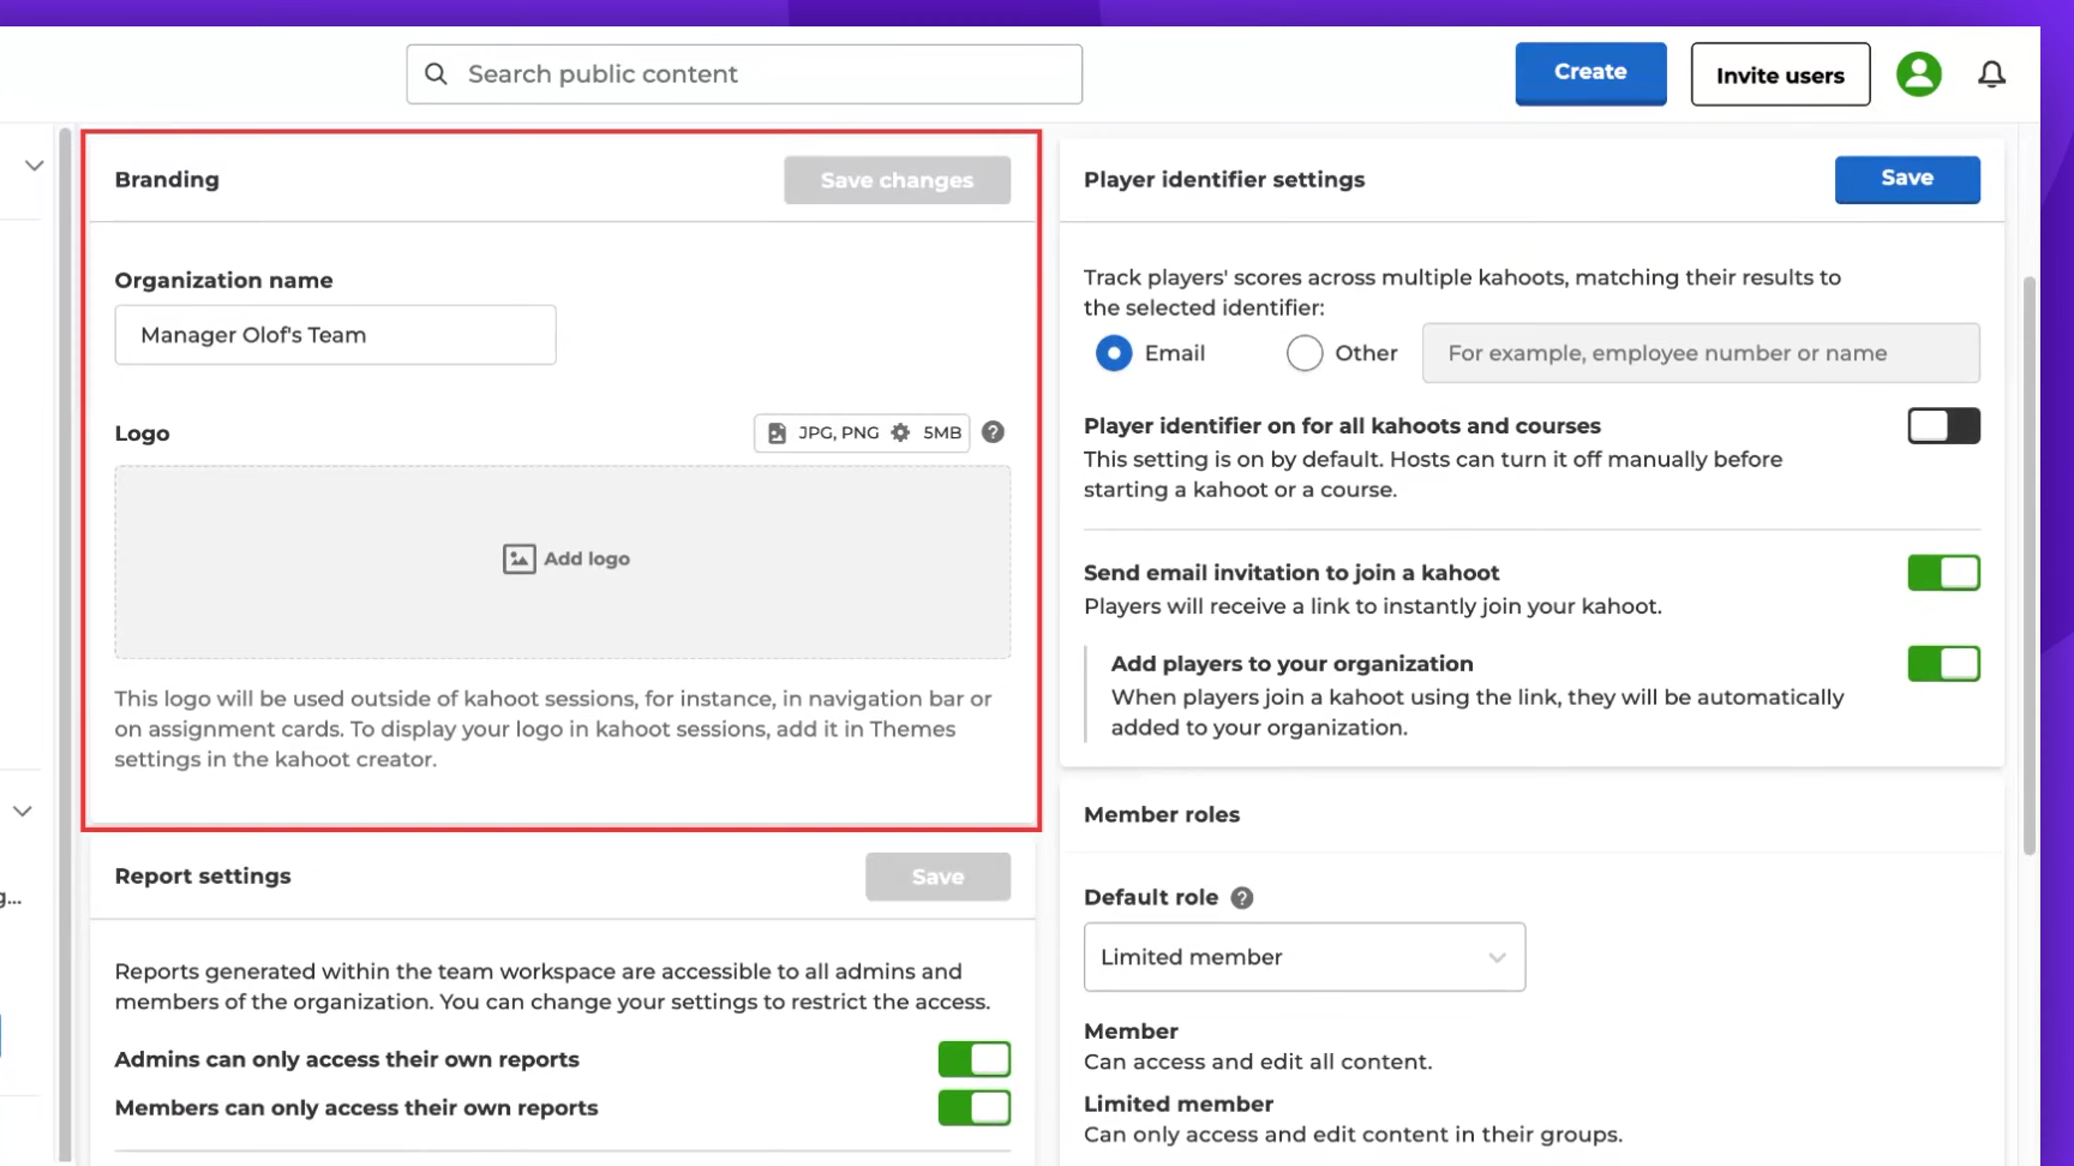 Search public content
Create
Invite users
Branding
Save changes
Organization name
Manager Olof's Team
Logo
JPG, PNG 5MB
Add logo
This logo will be used outside of kahoot sessions, for instance, in navigation bar or
on assignment cards. To display your logo in kahoot sessions, add it in Themes
settings in the kahoot creator.
Report settings
Save
Reports generated within the team workspace are accessible to all admins and
members of the organization. You can change your settings to restrict the access.
Admins can only access their own reports
Members can only access their own reports
Player identifier settings
Save
Track players' scores across multiple kahoots, matching their results to
the selected identifier:
Email
Other
For example, employee number or name
Player identifier on for all kahoots and courses
This setting is on by default. Hosts can turn it off manually before
starting a kahoot or a course.
Send email invitation to join a kahoot
Players will receive a link to instantly join your kahoot.
Add players to your organization
When players join a kahoot using the link, they will be automatically
added to your organization.
Member roles
Default role
Limited member
Member
Can access and edit all content.
Limited member
Can only access and edit content in their groups.